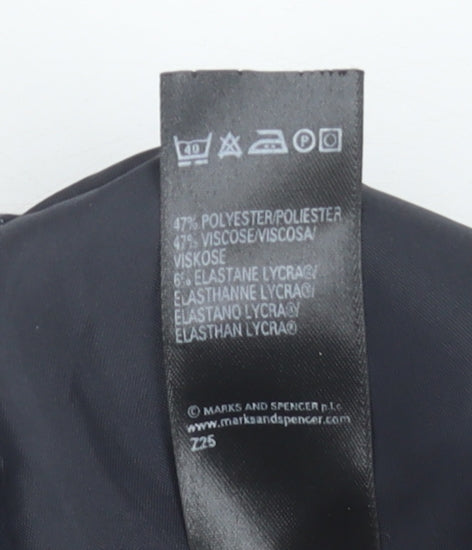 40 P
47% POLYESTER/POLIESTER
47% VISCOSE/VISCOSA/
VISKOSE
6% ELASTANE LYCRA®/
ELASTHANNE LYCRA®/
ELASTANO LYCRA®/
ELASTHAN LYCRA®
© MARKS AND SPENCER p.l.c
www.marksandspencer.com
Z25